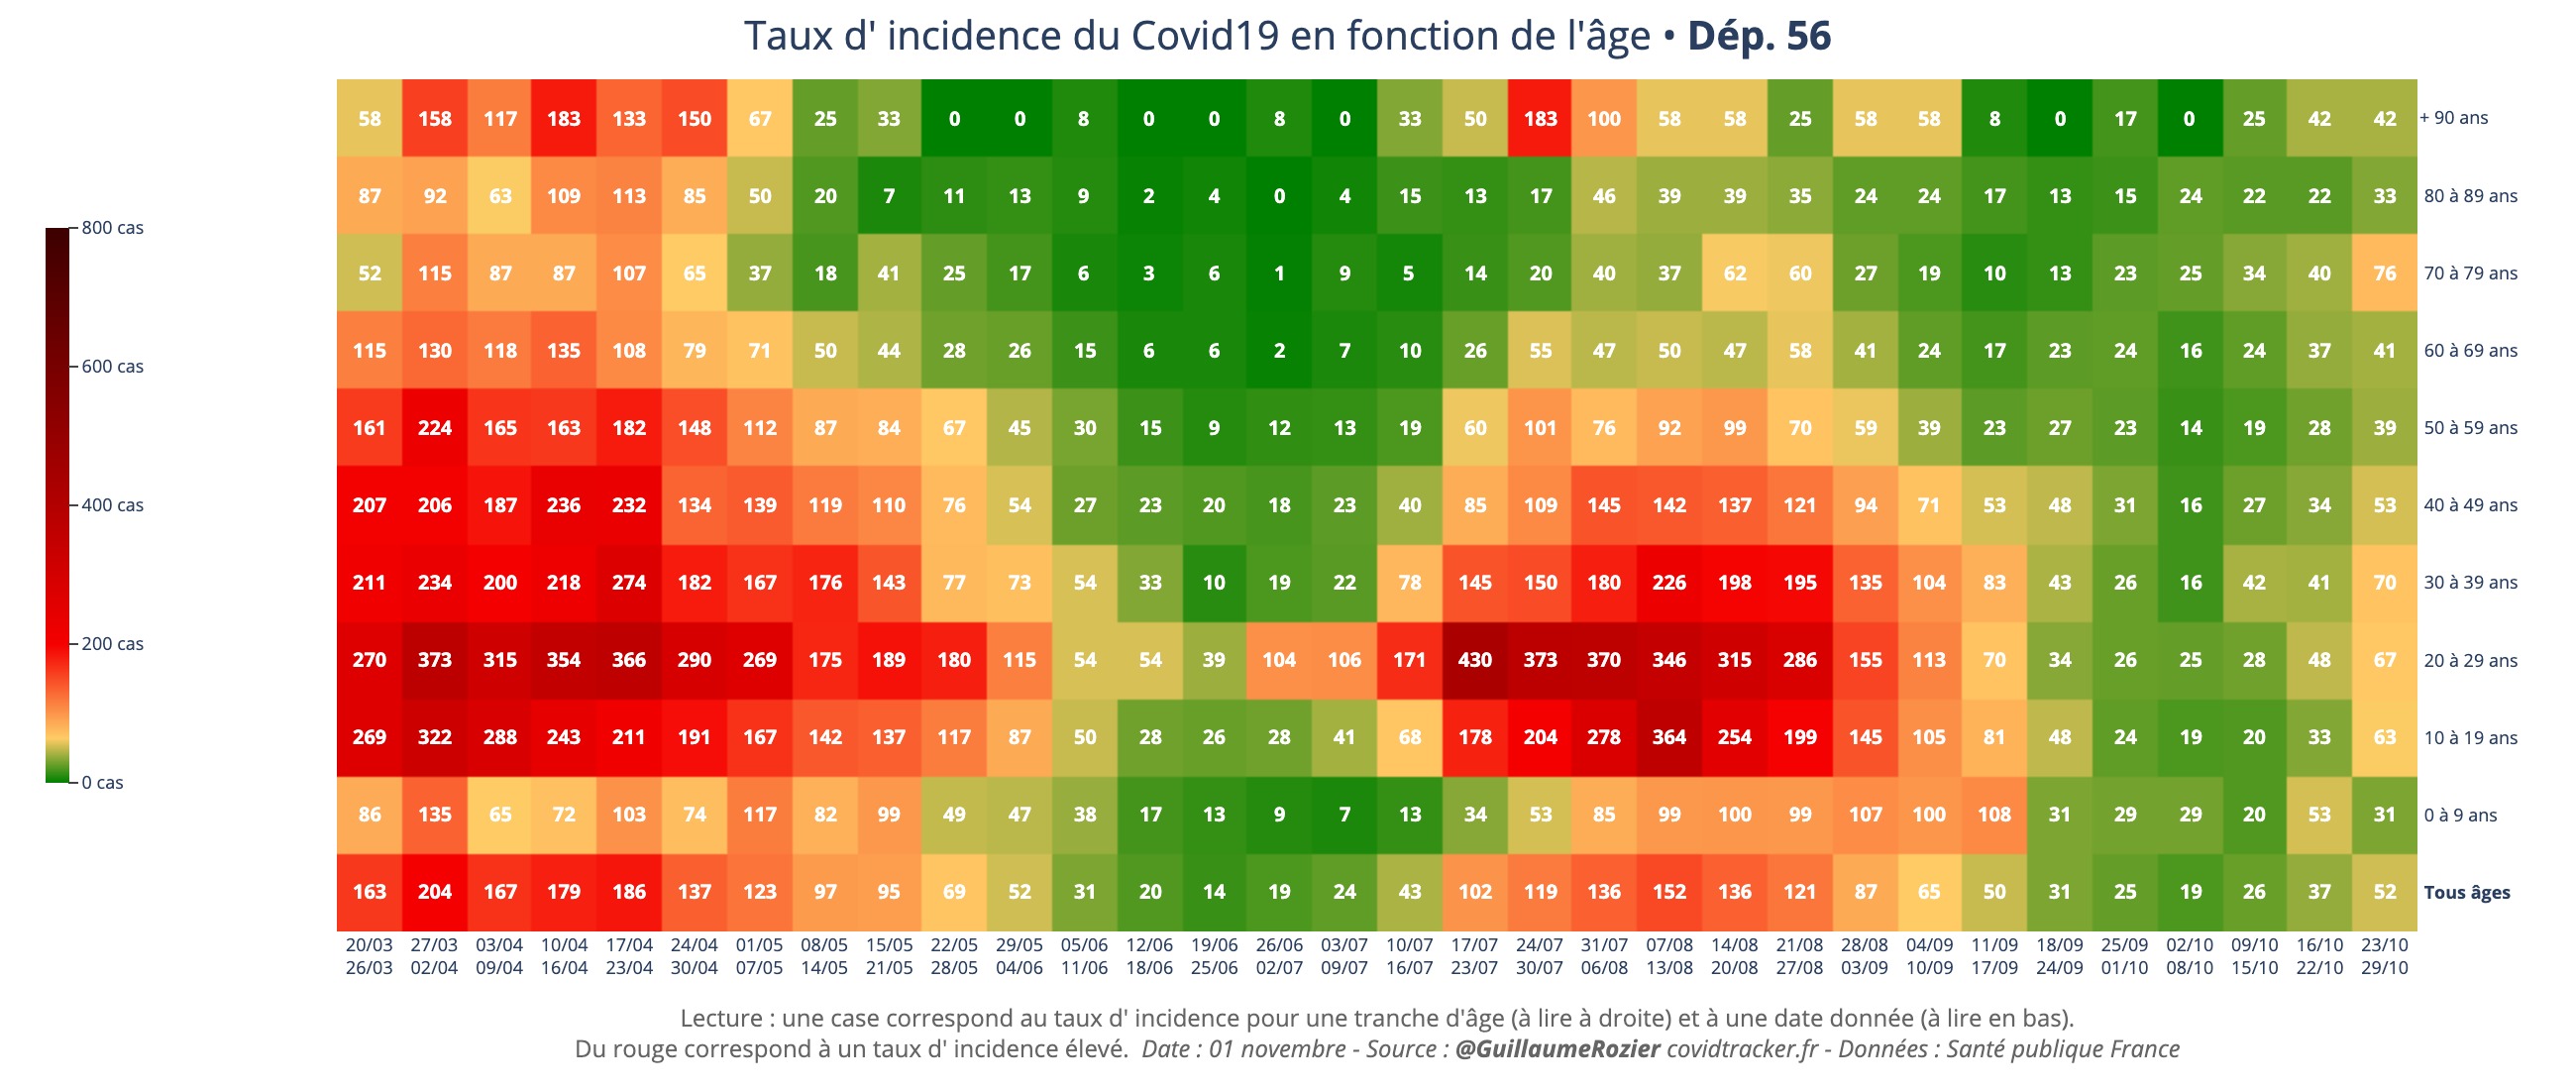 Taux d' incidence du Covid19 en fonction de l'âge • Dép. 56
800 cas
600 cas
400 cas
200 cas
0 cas
58 158 117 183 133 150 67 25 33 0 0 8 0 0 8 0 33 50 183 100 58 58 25 58 58 8 0 17 0 25 42 42 + 90 ans
87 92 63 109 113 85 50 20 7 11 13 9 2 4 0 4 15 13 17 46 39 39 35 24 24 17 13 15 24 22 22 33 80 à 89 ans
52 115 87 87 107 65 37 18 41 25 17 6 3 6 1 9 5 14 20 40 37 62 60 27 19 10 13 23 25 34 40 76 70 à 79 ans
115 130 118 135 108 79 71 50 44 28 26 15 6 6 2 7 10 26 55 47 50 47 58 41 24 17 23 24 16 24 37 41 60 à 69 ans
161 224 165 163 182 148 112 87 84 67 45 30 15 9 12 13 19 60 101 76 92 99 70 59 39 23 27 23 14 19 28 39 50 à 59 ans
207 206 187 236 232 134 139 119 110 76 54 27 23 20 18 23 40 85 109 145 142 137 121 94 71 53 48 31 16 27 34 53 40 à 49 ans
211 234 200 218 274 182 167 176 143 77 73 54 33 10 19 22 78 145 150 180 226 198 195 135 104 83 43 26 16 42 41 70 30 à 39 ans
270 373 315 354 366 290 269 175 189 180 115 54 54 39 104 106 171 430 373 370 346 315 286 155 113 70 34 26 25 28 48 67 20 à 29 ans
269 322 288 243 211 191 167 142 137 117 87 50 28 26 28 41 68 178 204 278 364 254 199 145 105 81 48 24 19 20 33 63 10 à 19 ans
86 135 65 72 103 74 117 82 99 49 47 38 17 13 9 7 13 34 53 85 99 100 99 107 100 108 31 29 29 20 53 31 0 à 9 ans
163 204 167 179 186 137 123 97 95 69 52 31 20 14 19 24 43 102 119 136 152 136 121 87 65 50 31 25 19 26 37 52 Tous âges
20/03 27/03 03/04 10/04 17/04 24/04 01/05 08/05 15/05 22/05 29/05 05/06 12/06 19/06 26/06 03/07 10/07 17/07 24/07 31/07 07/08 14/08 21/08 28/08 04/09 11/09 18/09 25/09 02/10 09/10 16/10 23/10
26/03 02/04 09/04 16/04 23/04 30/04 07/05 14/05 21/05 28/05 04/06 11/06 18/06 25/06 02/07 09/07 16/07 23/07 30/07 06/08 13/08 20/08 27/08 03/09 10/09 17/09 24/09 01/10 08/10 15/10 22/10 29/10
Lecture : une case correspond au taux d' incidence pour une tranche d'âge (à lire à droite) et à une date donnée (à lire en bas).
Du rouge correspond à un taux d' incidence élevé. Date : 01 novembre - Source : @GuillaumeRozier covidtracker.fr - Données : Santé publique France